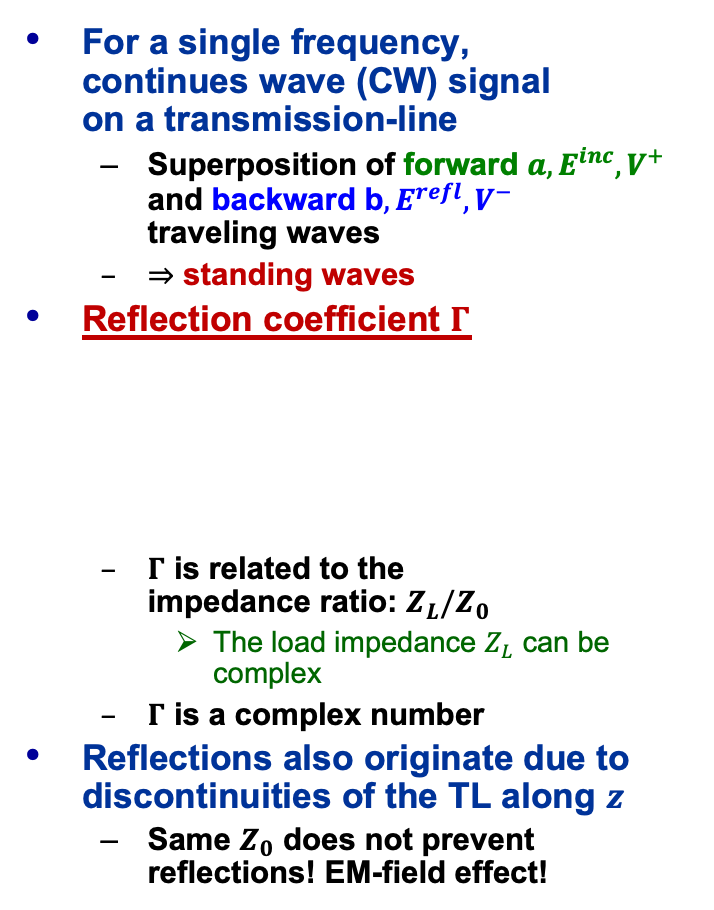 • For a single frequency,
continues wave (CW) signal
on a transmission-line
– Superposition of forward a, E^inc, V⁺
and backward b, E^refl, V⁻
traveling waves
– ⇒ standing waves
• Reflection coefficient Γ
– Γ is related to the
impedance ratio: Z_L/Z_0
➢ The load impedance Z_L can be
complex
– Γ is a complex number
• Reflections also originate due to
discontinuities of the TL along z
– Same Z_0 does not prevent
reflections! EM-field effect!